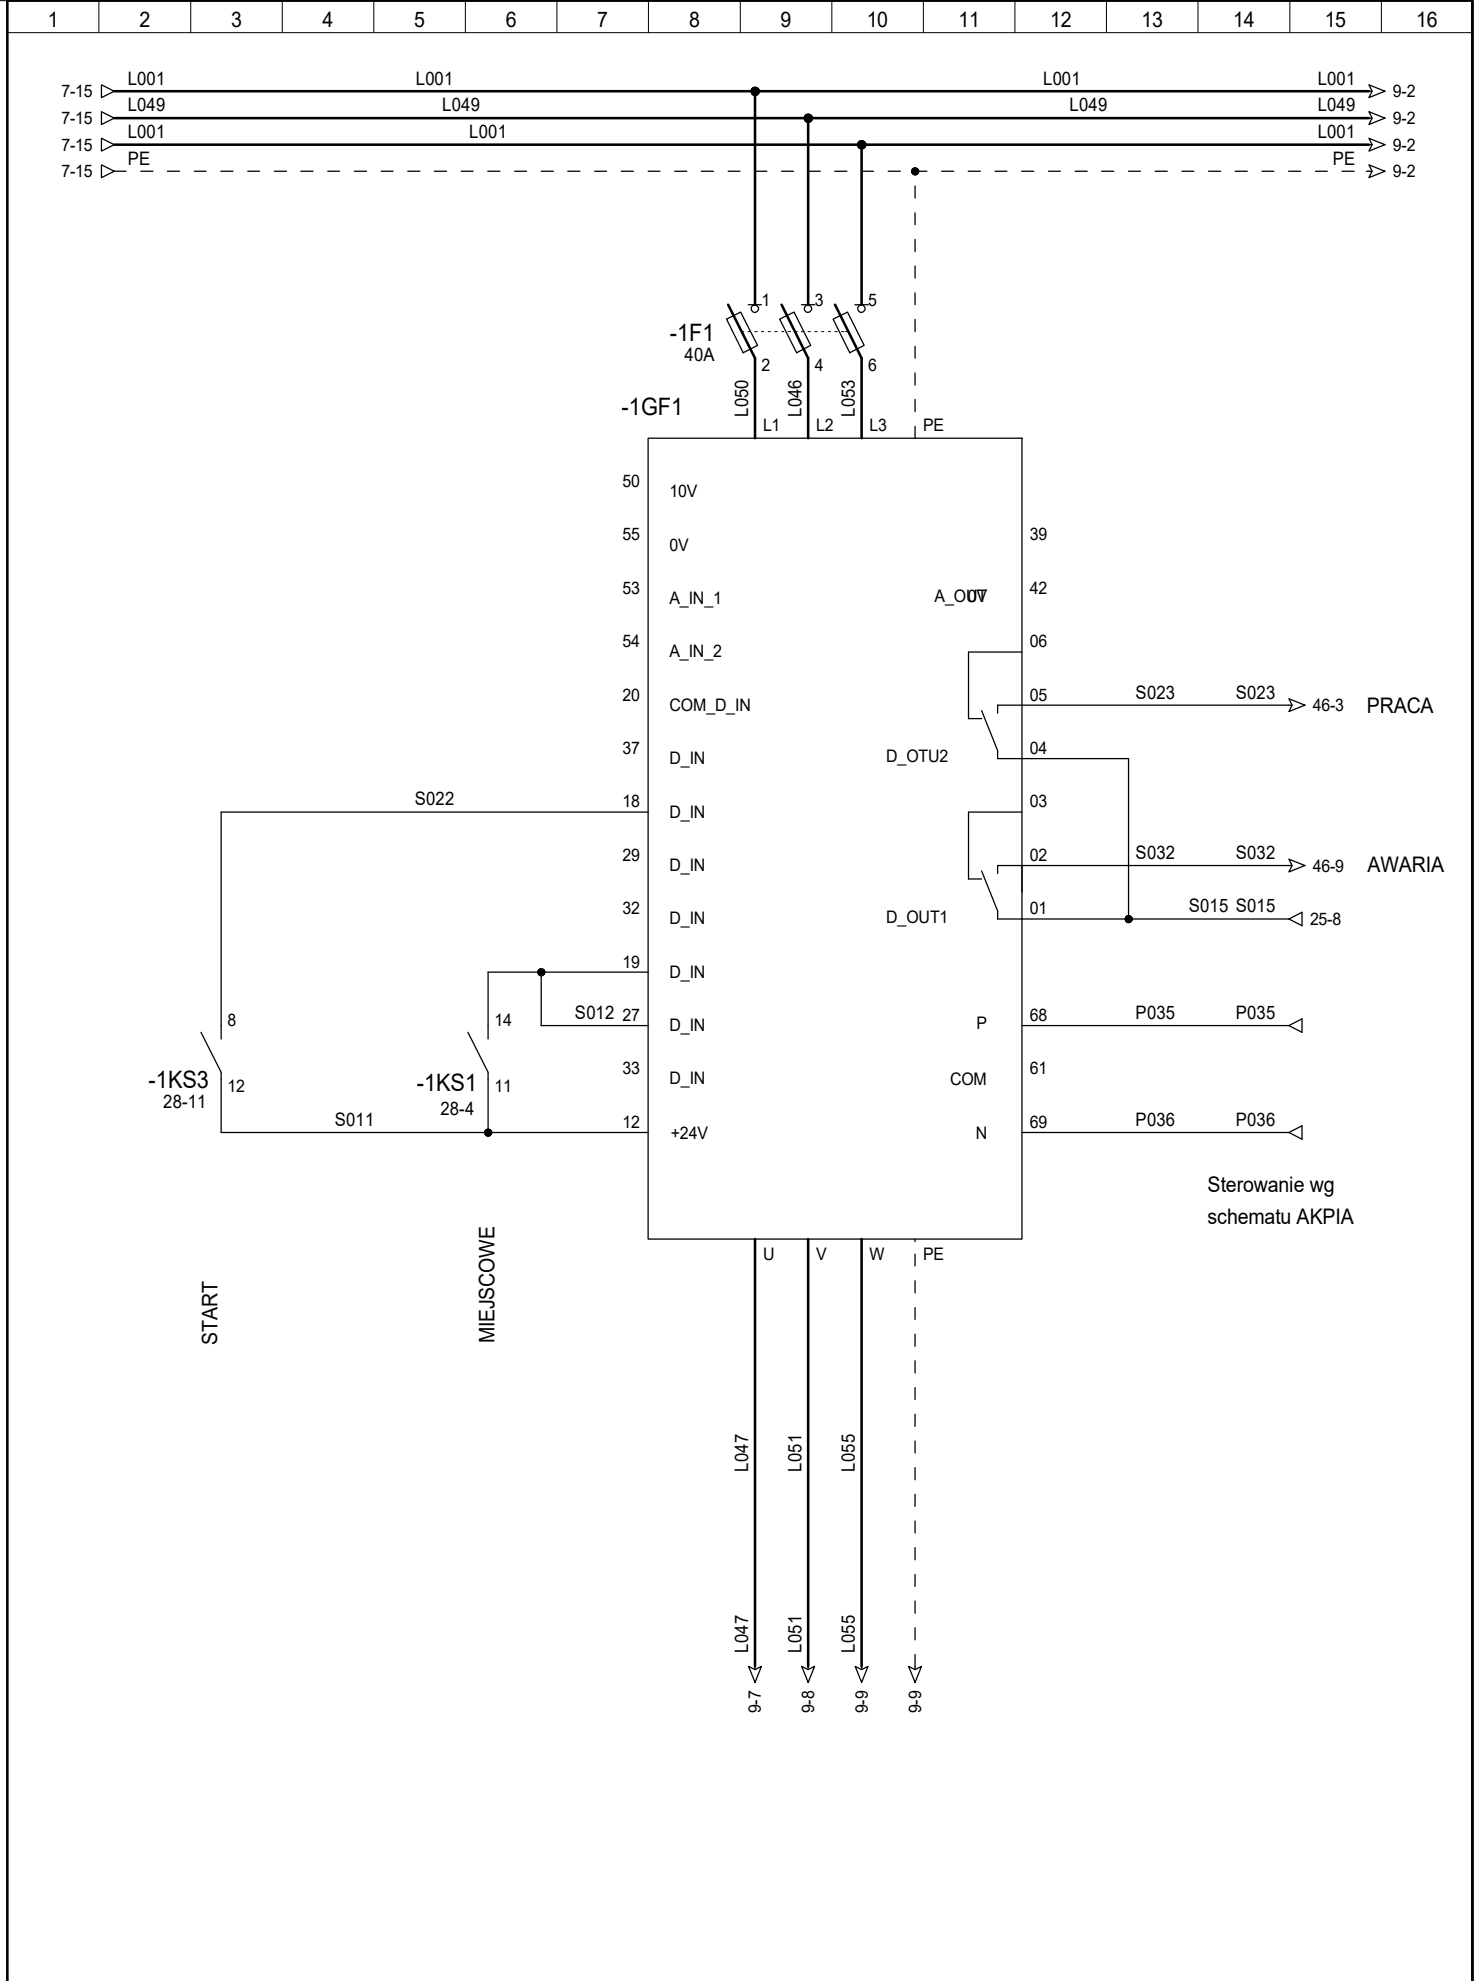 1 2 3 4 5 6 7 8 9 10 11 12 13 14 15 16
7-15 L001 L001 L001 L001 9-2
7-15 L049 L049 L049 L049 9-2
7-15 L001 L001 L001 9-2
7-15 PE PE 9-2
1 3 5
-1F1
40A
2 4 6
L050 L046 L053
-1GF1
L1 L2 L3 PE
50 10V
55 0V 39
53 A_IN_1 A_OUT 0V 42
54 A_IN_2 06
20 COM_D_IN 05 S023 S023 46-3 PRACA
37 D_IN D_OTU2 04
S022 18 D_IN 03
29 D_IN 02 S032 S032 46-9 AWARIA
32 D_IN D_OUT1 01 S015 S015 25-8
19 D_IN
8 14 S012 27 D_IN P 68 P035 P035
-1KS3 12 -1KS1 11 33 D_IN COM 61
28-11 28-4
S011 12 +24V N 69 P036 P036
Sterowanie wg
schematu AKPIA
U V W PE
START
MIEJSCOWE
L047 L051 L055
L047 L051 L055
9-7 9-8 9-9 9-9